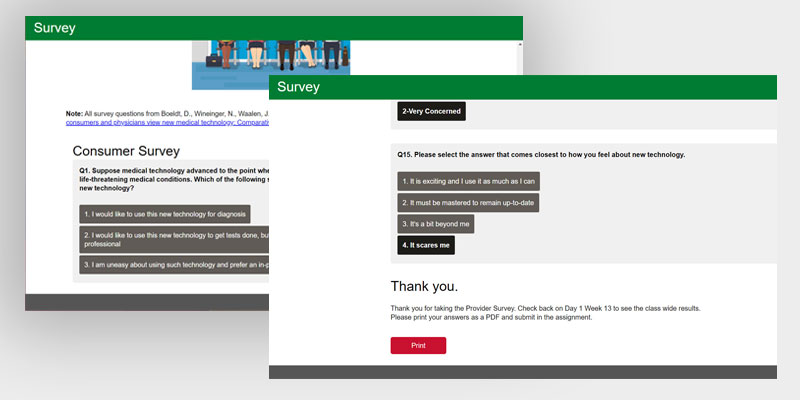 Survey
Note: All survey questions from Boeldt, D., Wineinger, N., Waalen, J.
consumers and physicians view new medical technology: Comparati
Consumer Survey
Q1. Suppose medical technology advanced to the point whe
life-threatening medical conditions. Which of the following s
new technology?
1. I would like to use this new technology for diagnosis
2. I would like to use this new technology to get tests done, bu
professional
3. I am uneasy about using such technology and prefer an in-p
Survey
2-Very Concerned
Q15. Please select the answer that comes closest to how you feel about new technology.
1. It is exciting and I use it as much as I can
2. It must be mastered to remain up-to-date
3. It's a bit beyond me
4. It scares me
Thank you.
Thank you for taking the Provider Survey. Check back on Day 1 Week 13 to see the class wide results.
Please print your answers as a PDF and submit in the assignment.
Print